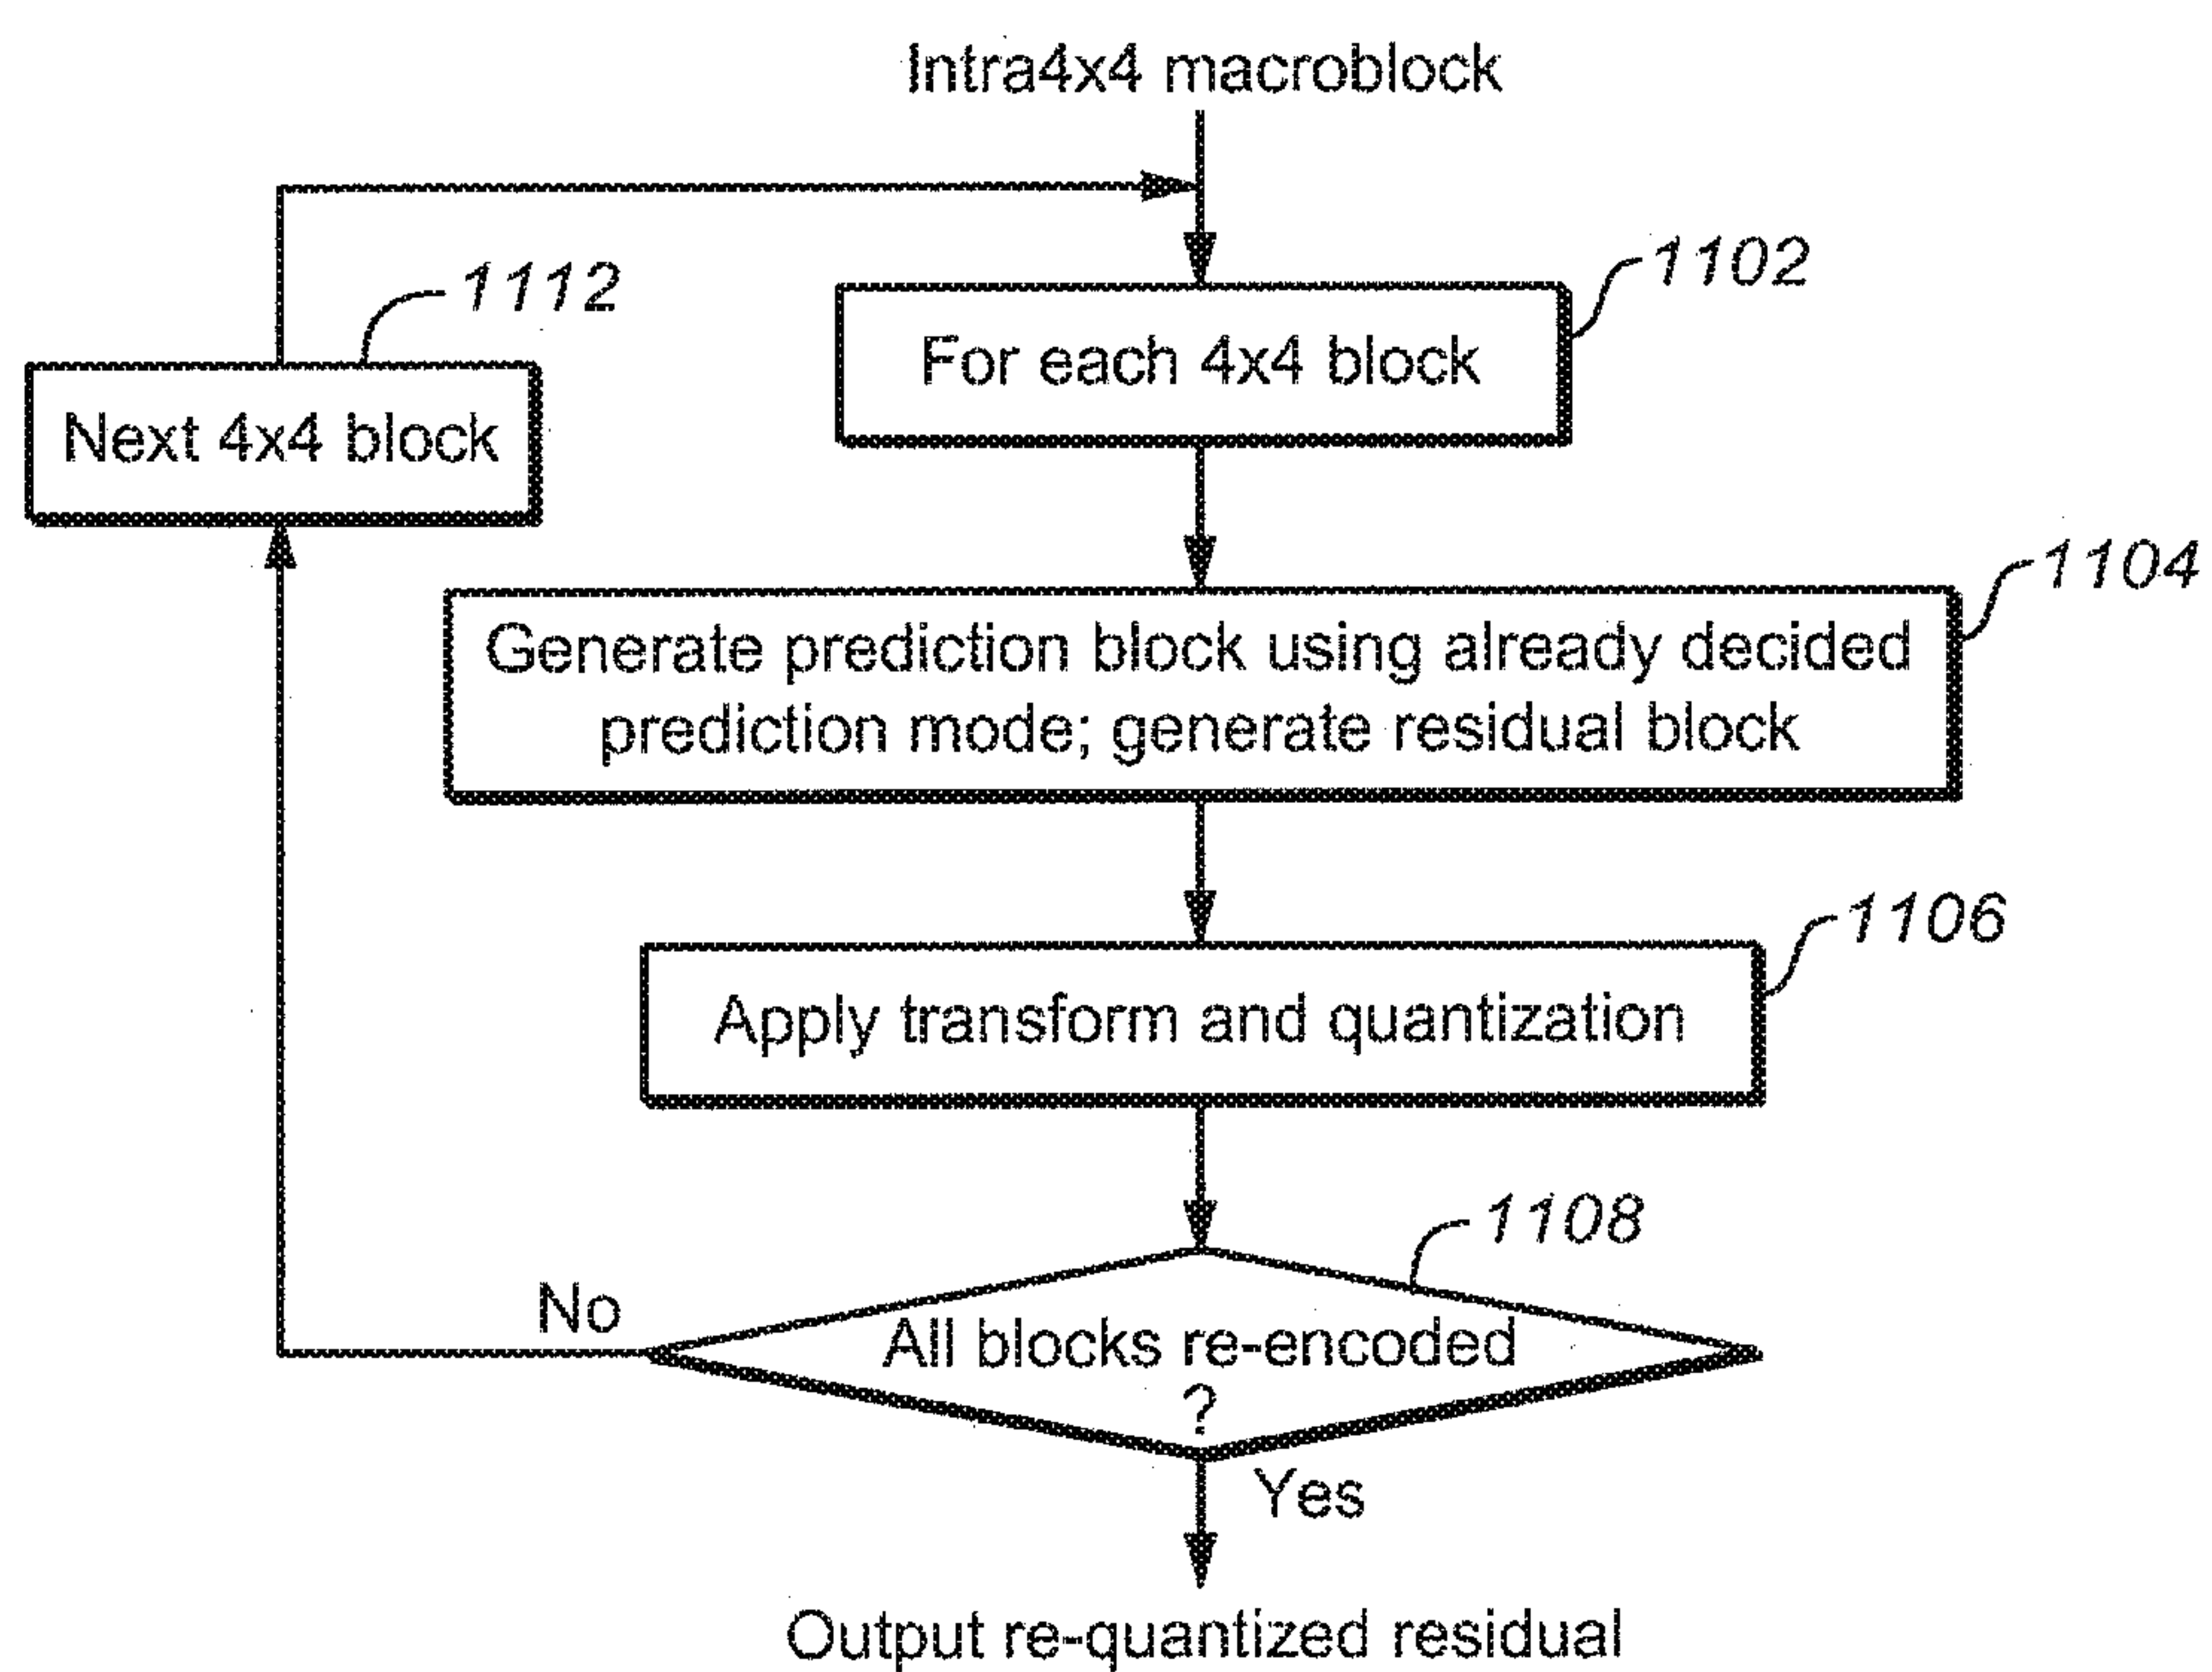 Intra4x4 macroblock
1102
For each 4x4 block
1112
Next 4x4 block
1104
Generate prediction block using already decided
prediction mode; generate residual block
1106
Apply transform and quantization
1108
All blocks re-encoded
?
No
Yes
Output re-quantized residual